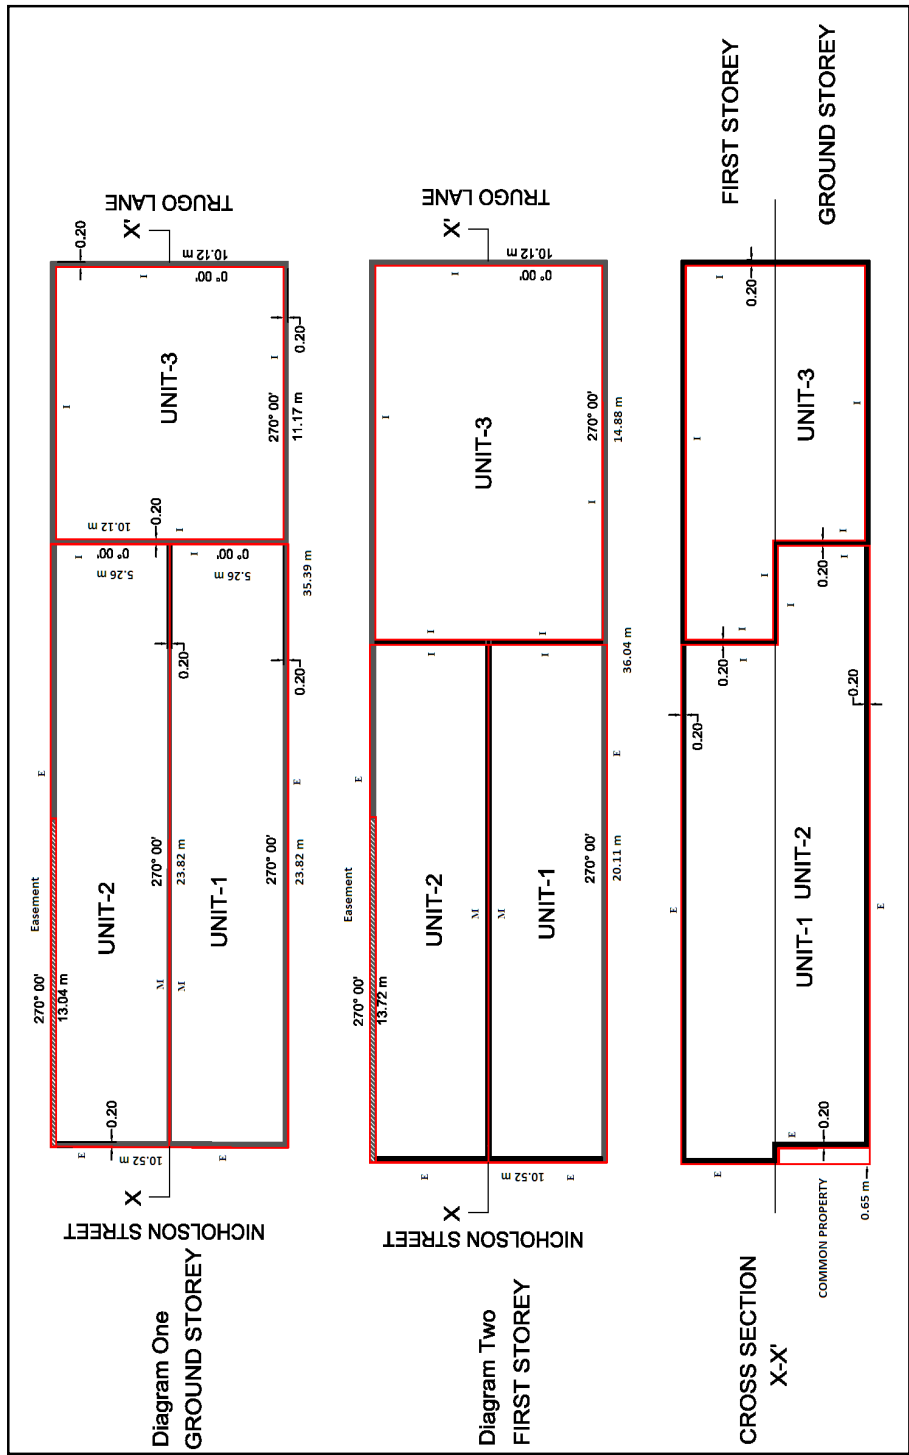 Diagram One
GROUND STOREY
NICHOLSON STREET
TRUGO LANE
X
X'
Easement
270° 00'
13.04 m
UNIT-2
UNIT-1
UNIT-3
270° 00'
23.82 m
270° 00'
23.82 m
270° 00'
11.17 m
35.39 m
10.52 m
10.12 m
10.12 m
0° 00'
5.26 m
0° 00'
5.26 m
0° 00'
0.20
0.20
0.20
0.20
0.20
0.20
E
E
E
E
M
M
I
I
I
I
I
I
Diagram Two
FIRST STOREY
NICHOLSON STREET
TRUGO LANE
X
X'
Easement
270° 00'
13.72 m
UNIT-2
UNIT-1
UNIT-3
270° 00'
20.11 m
270° 00'
14.88 m
36.04 m
10.52 m
10.12 m
0° 00'
E
E
E
E
M
M
I
I
I
I
I
I
I
CROSS SECTION
X-X'
FIRST STOREY
GROUND STOREY
COMMON PROPERTY
0.65 m
UNIT-1 UNIT-2
UNIT-3
0.20
0.20
0.20
0.20
0.20
0.20
E
E
E
E
I
I
I
I
I
I
I
I
I